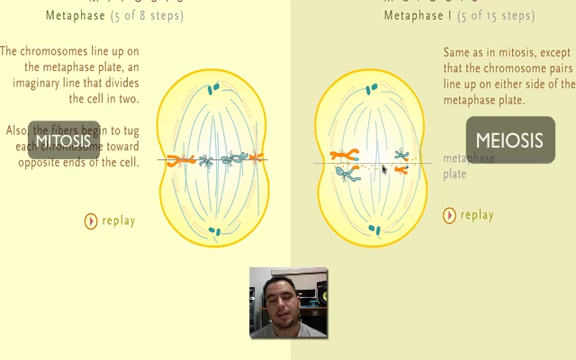 Metaphase (5 of 8 steps)
The chromosomes line up on
the metaphase plate, an
imaginary line that divides
the cell in two.
Also, the fibers begin to tug
each chromosome toward
opposite ends of the cell.
MITOSIS
replay
Metaphase I (5 of 15 steps)
Same as in mitosis, except
that the chromosome pairs
line up on either side of the
metaphase plate.
MEIOSIS
metaphase
plate
replay